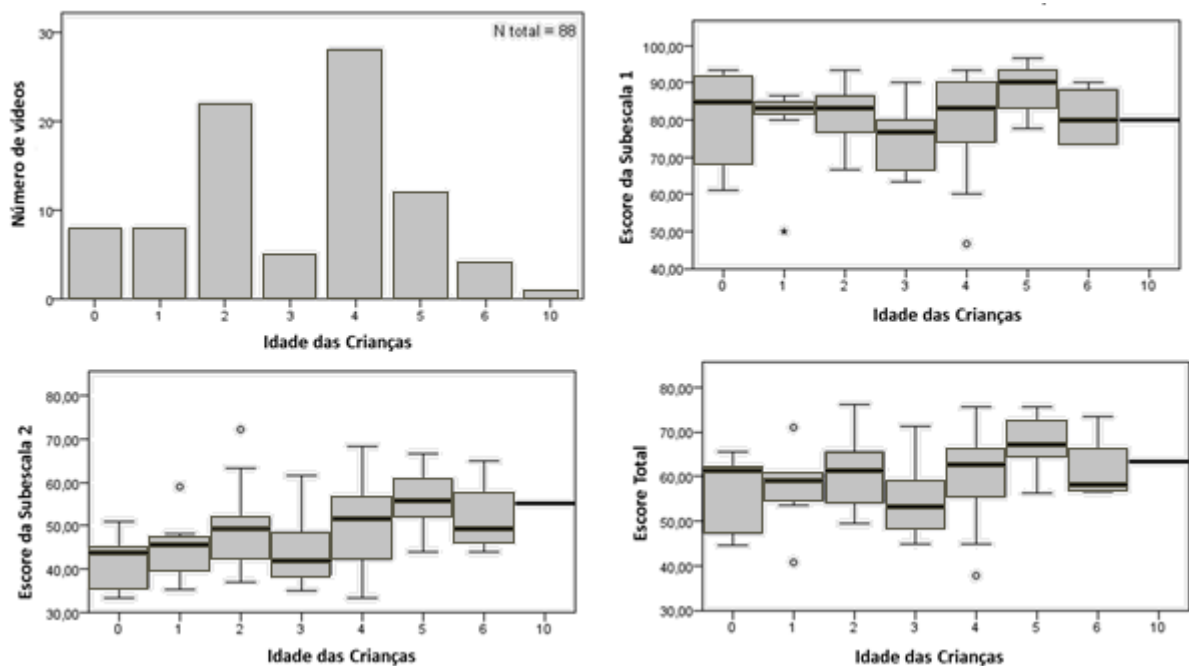 N total = 88
Número de vídeos
30
20
10
0
0 1 2 3 4 5 6 10
Idade das Crianças
Escore da Subescala 1
100,00
90,00
80,00
70,00
60,00
50,00
40,00
0 1 2 3 4 5 6 10
Idade das Crianças
Escore da Subescala 2
80,00
70,00
60,00
50,00
40,00
30,00
0 1 2 3 4 5 6 10
Idade das Crianças
Escore Total
80,00
70,00
60,00
50,00
40,00
30,00
0 1 2 3 4 5 6 10
Idade das Crianças